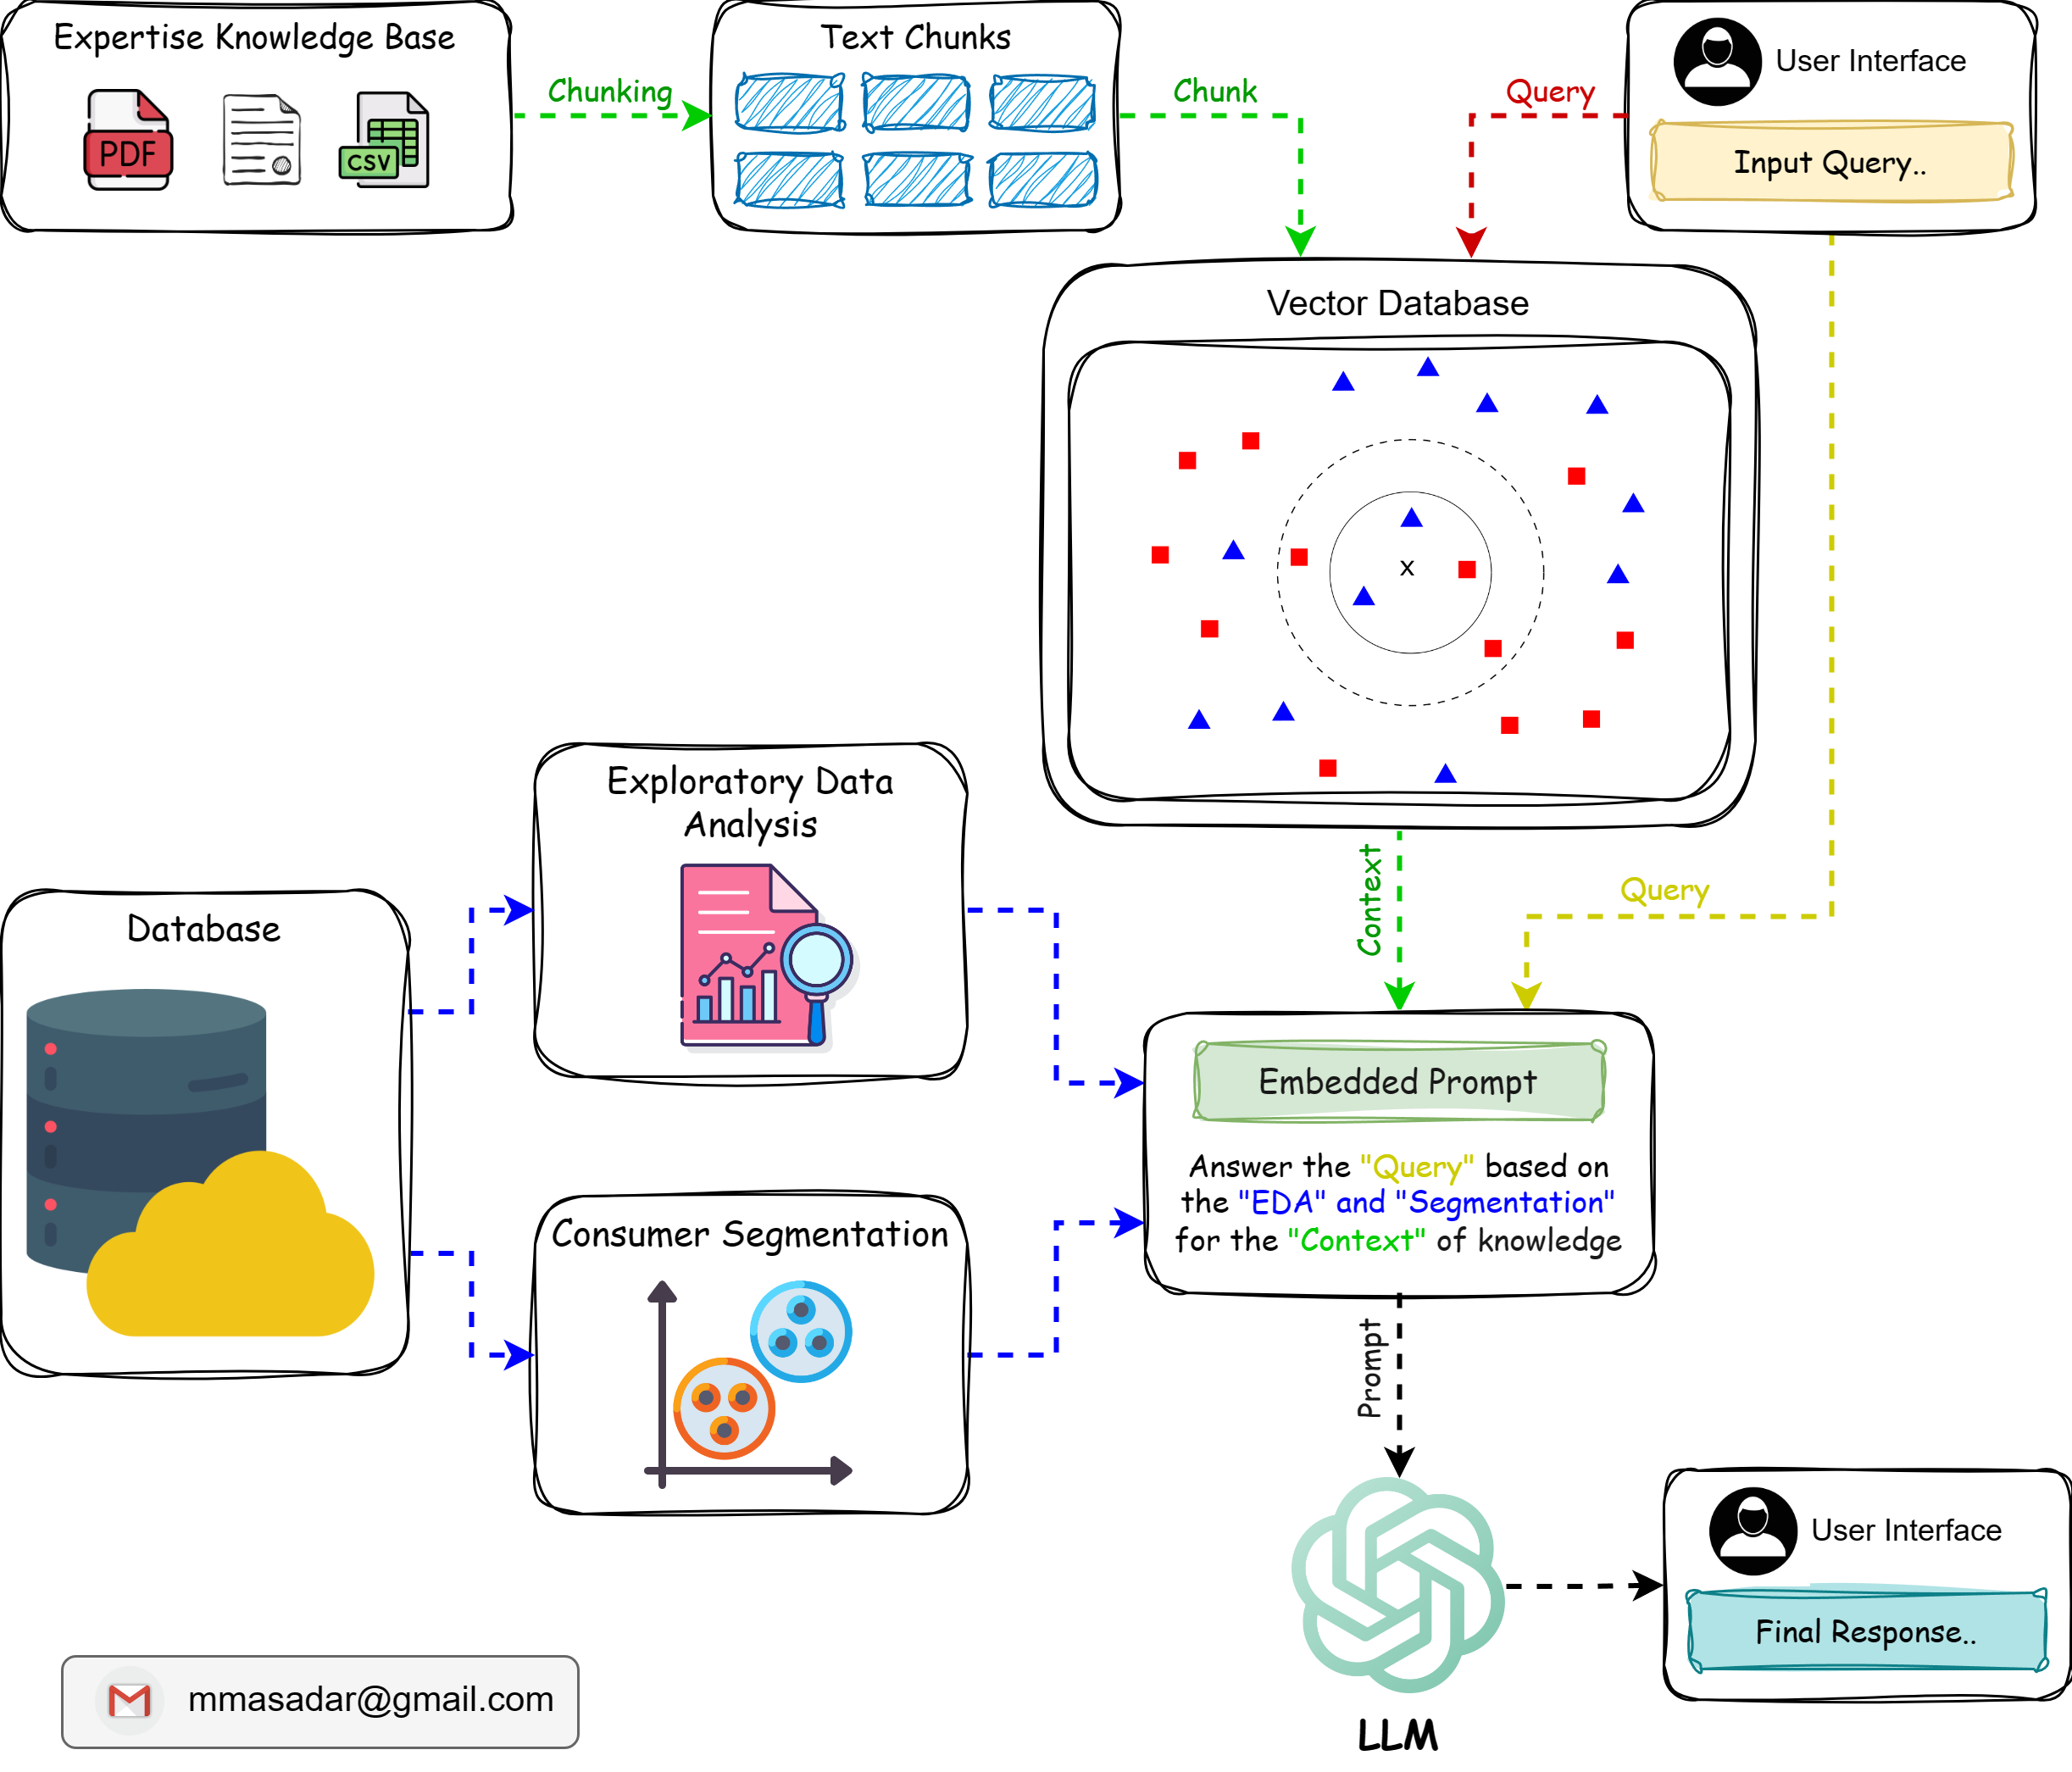 Expertise Knowledge Base
PDF
CSV
Chunking
Text Chunks
Chunk
Query
User Interface
Input Query..
Vector Database
x
Context
Query
Exploratory Data
Analysis
Database
Consumer Segmentation
Embedded Prompt
Answer the "Query" based on
the "EDA" and "Segmentation"
for the "Context" of knowledge
Prompt
LLM
User Interface
Final Response..
mmasadar@gmail.com